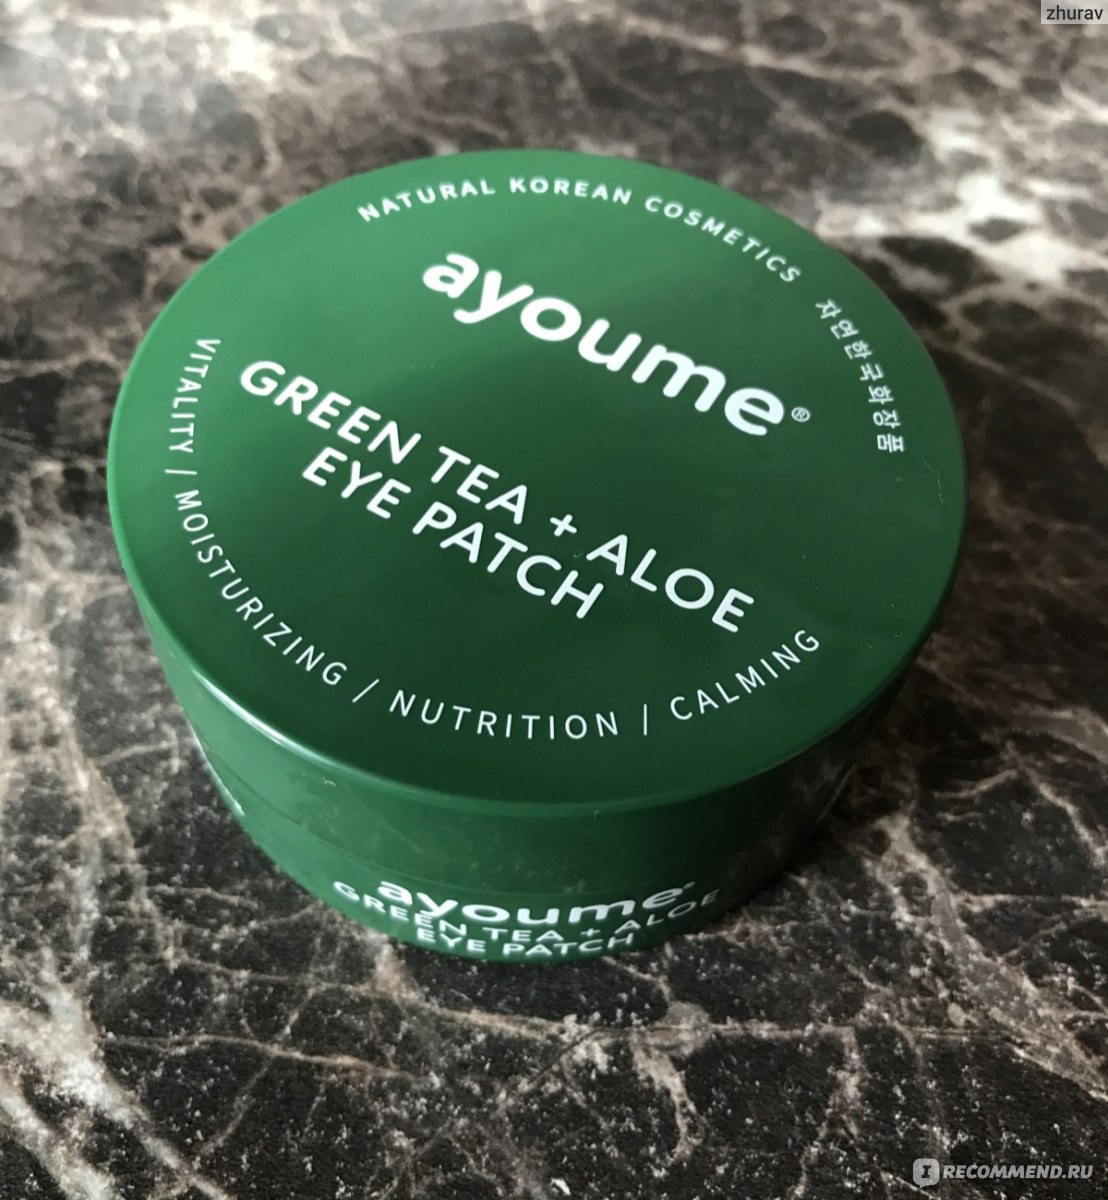 zhurav
NATURAL KOREAN COSMETICS
자연한국화장품
ayoume®
GREEN TEA + ALOE
EYE PATCH
VITALITY / MOISTURIZING / NUTRITION / CALMING
ayoume®
GREEN TEA + ALOE
EYE PATCH
IRECOMMEND.RU